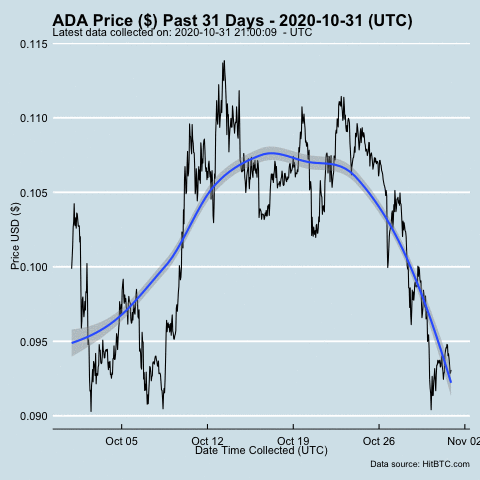 ADA Price ($) Past 31 Days - 2020-10-31 (UTC)
Latest data collected on: 2020-10-31 21:00:09 - UTC
0.115
0.110
0.105
0.100
0.095
0.090
Price USD ($)
Oct 05 Oct 12 Oct 19 Oct 26 Nov 02
Date Time Collected (UTC)
Data source: HitBTC.com